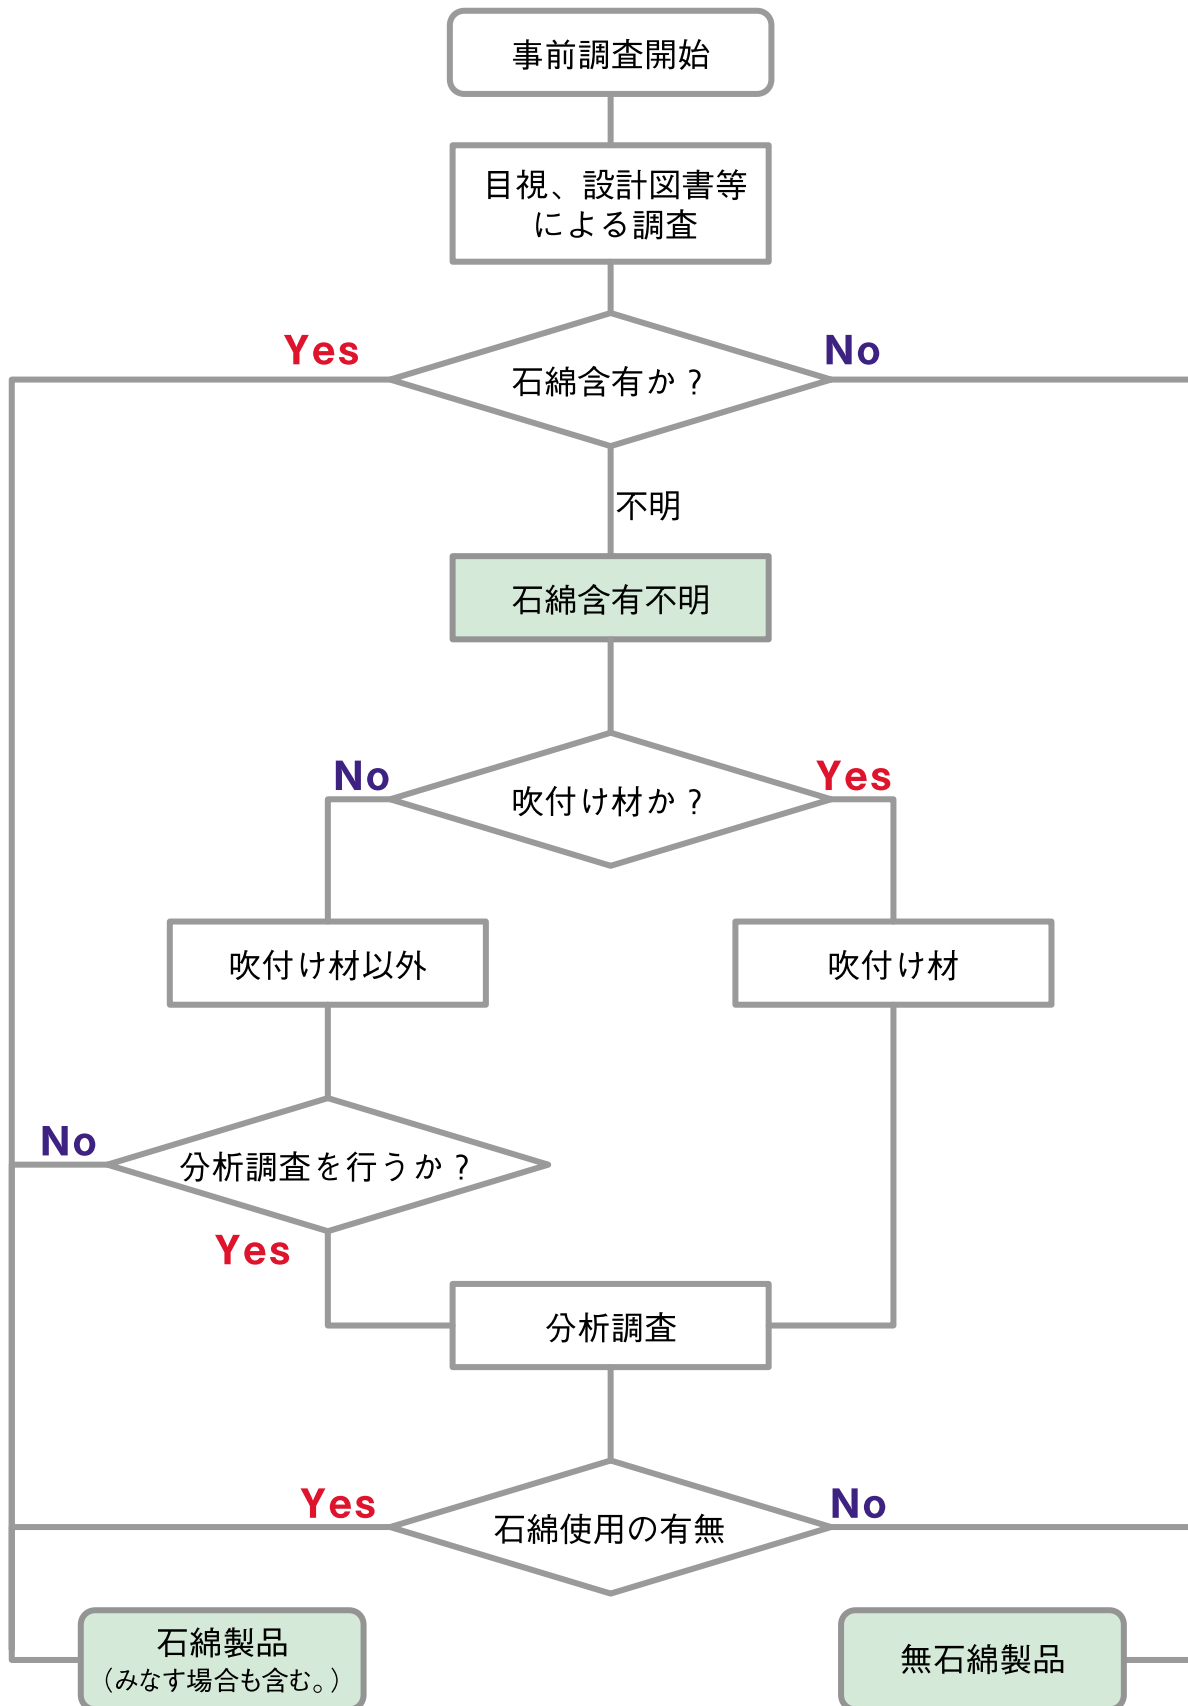 事前調査開始
目視、設計図書等
による調査
Yes
No
石綿含有か？
不明
石綿含有不明
No
Yes
吹付け材か？
吹付け材以外
吹付け材
No
分析調査を行うか？
Yes
分析調査
Yes
No
石綿使用の有無
石綿製品
（みなす場合も含む。）
無石綿製品